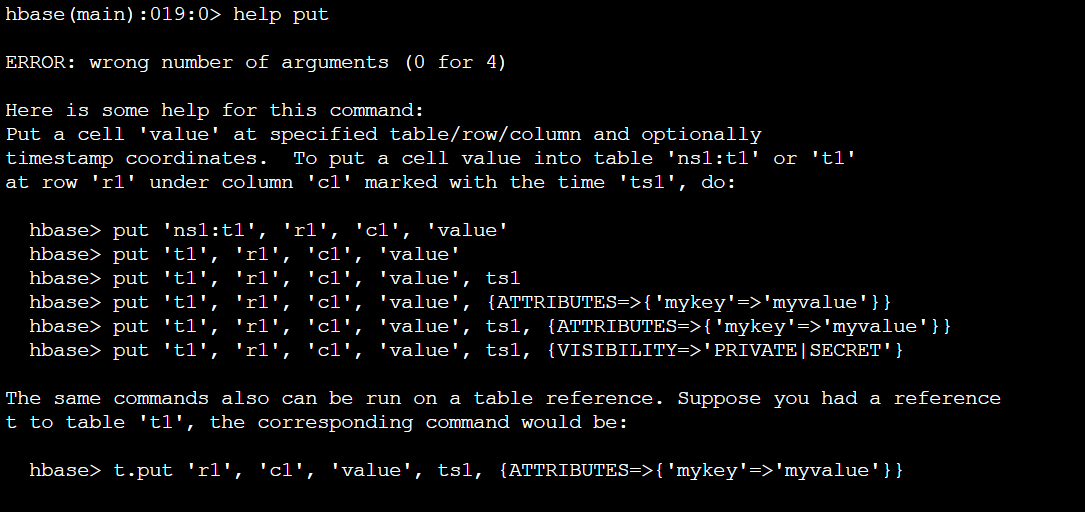 hbase(main):019:0> help put
ERROR: wrong number of arguments (0 for 4)
Here is some help for this command:
Put a cell 'value' at specified table/row/column and optionally
timestamp coordinates.  To put a cell value into table 'ns1:t1' or 't1'
at row 'r1' under column 'c1' marked with the time 'ts1', do:
  hbase> put 'ns1:t1', 'r1', 'c1', 'value'
  hbase> put 't1', 'r1', 'c1', 'value'
  hbase> put 't1', 'r1', 'c1', 'value', ts1
  hbase> put 't1', 'r1', 'c1', 'value', {ATTRIBUTES=>{'mykey'=>'myvalue'}}
  hbase> put 't1', 'r1', 'c1', 'value', ts1, {ATTRIBUTES=>{'mykey'=>'myvalue'}}
  hbase> put 't1', 'r1', 'c1', 'value', ts1, {VISIBILITY=>'PRIVATE|SECRET'}
The same commands also can be run on a table reference. Suppose you had a reference
t to table 't1', the corresponding command would be:
  hbase> t.put 'r1', 'c1', 'value', ts1, {ATTRIBUTES=>{'mykey'=>'myvalue'}}